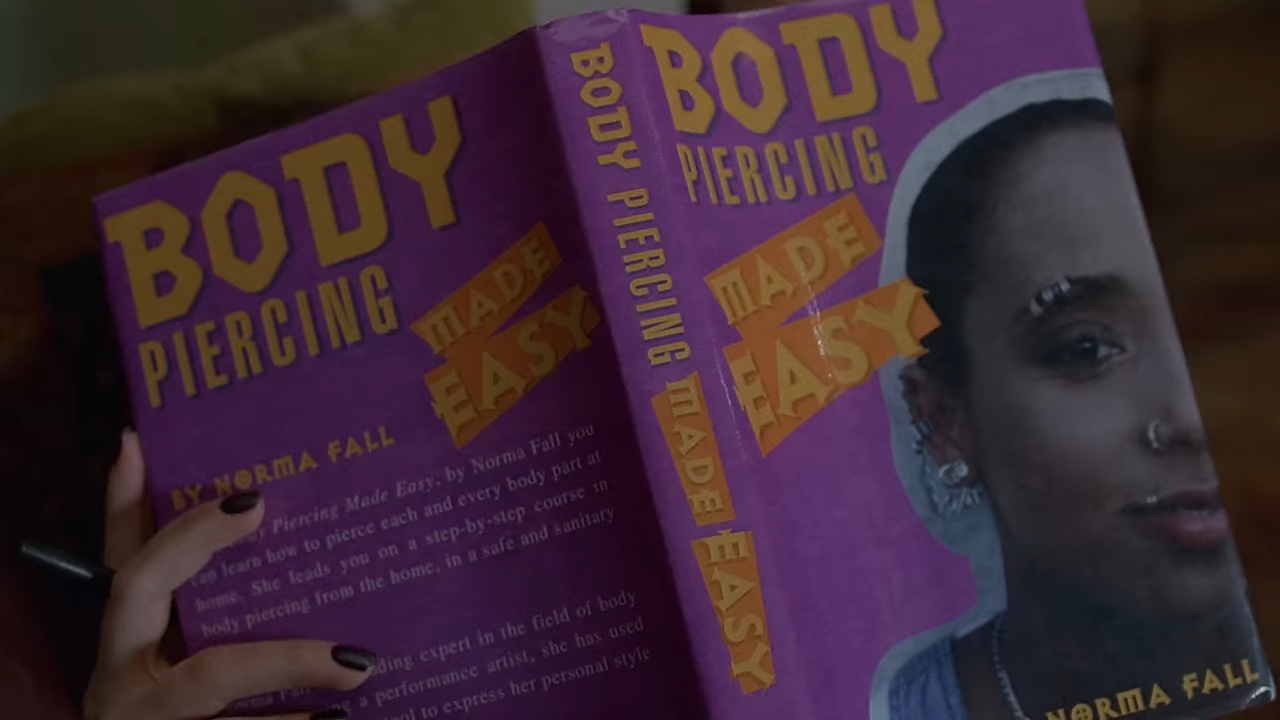 BODY
PIERCING
MADE
EASY
BY NORMA FALL
Piercing Made Easy, by Norma Fall you
can learn how to pierce each and every body part at
home. She leads you on a step-by-step course in
body piercing from the home, in a safe and sanitary
expert in the field of body
a performance artist, she has used
to express her personal style
BODY PIERCING MADE EASY
BODY
PIERCING
MADE
EASY
NORMA FALL